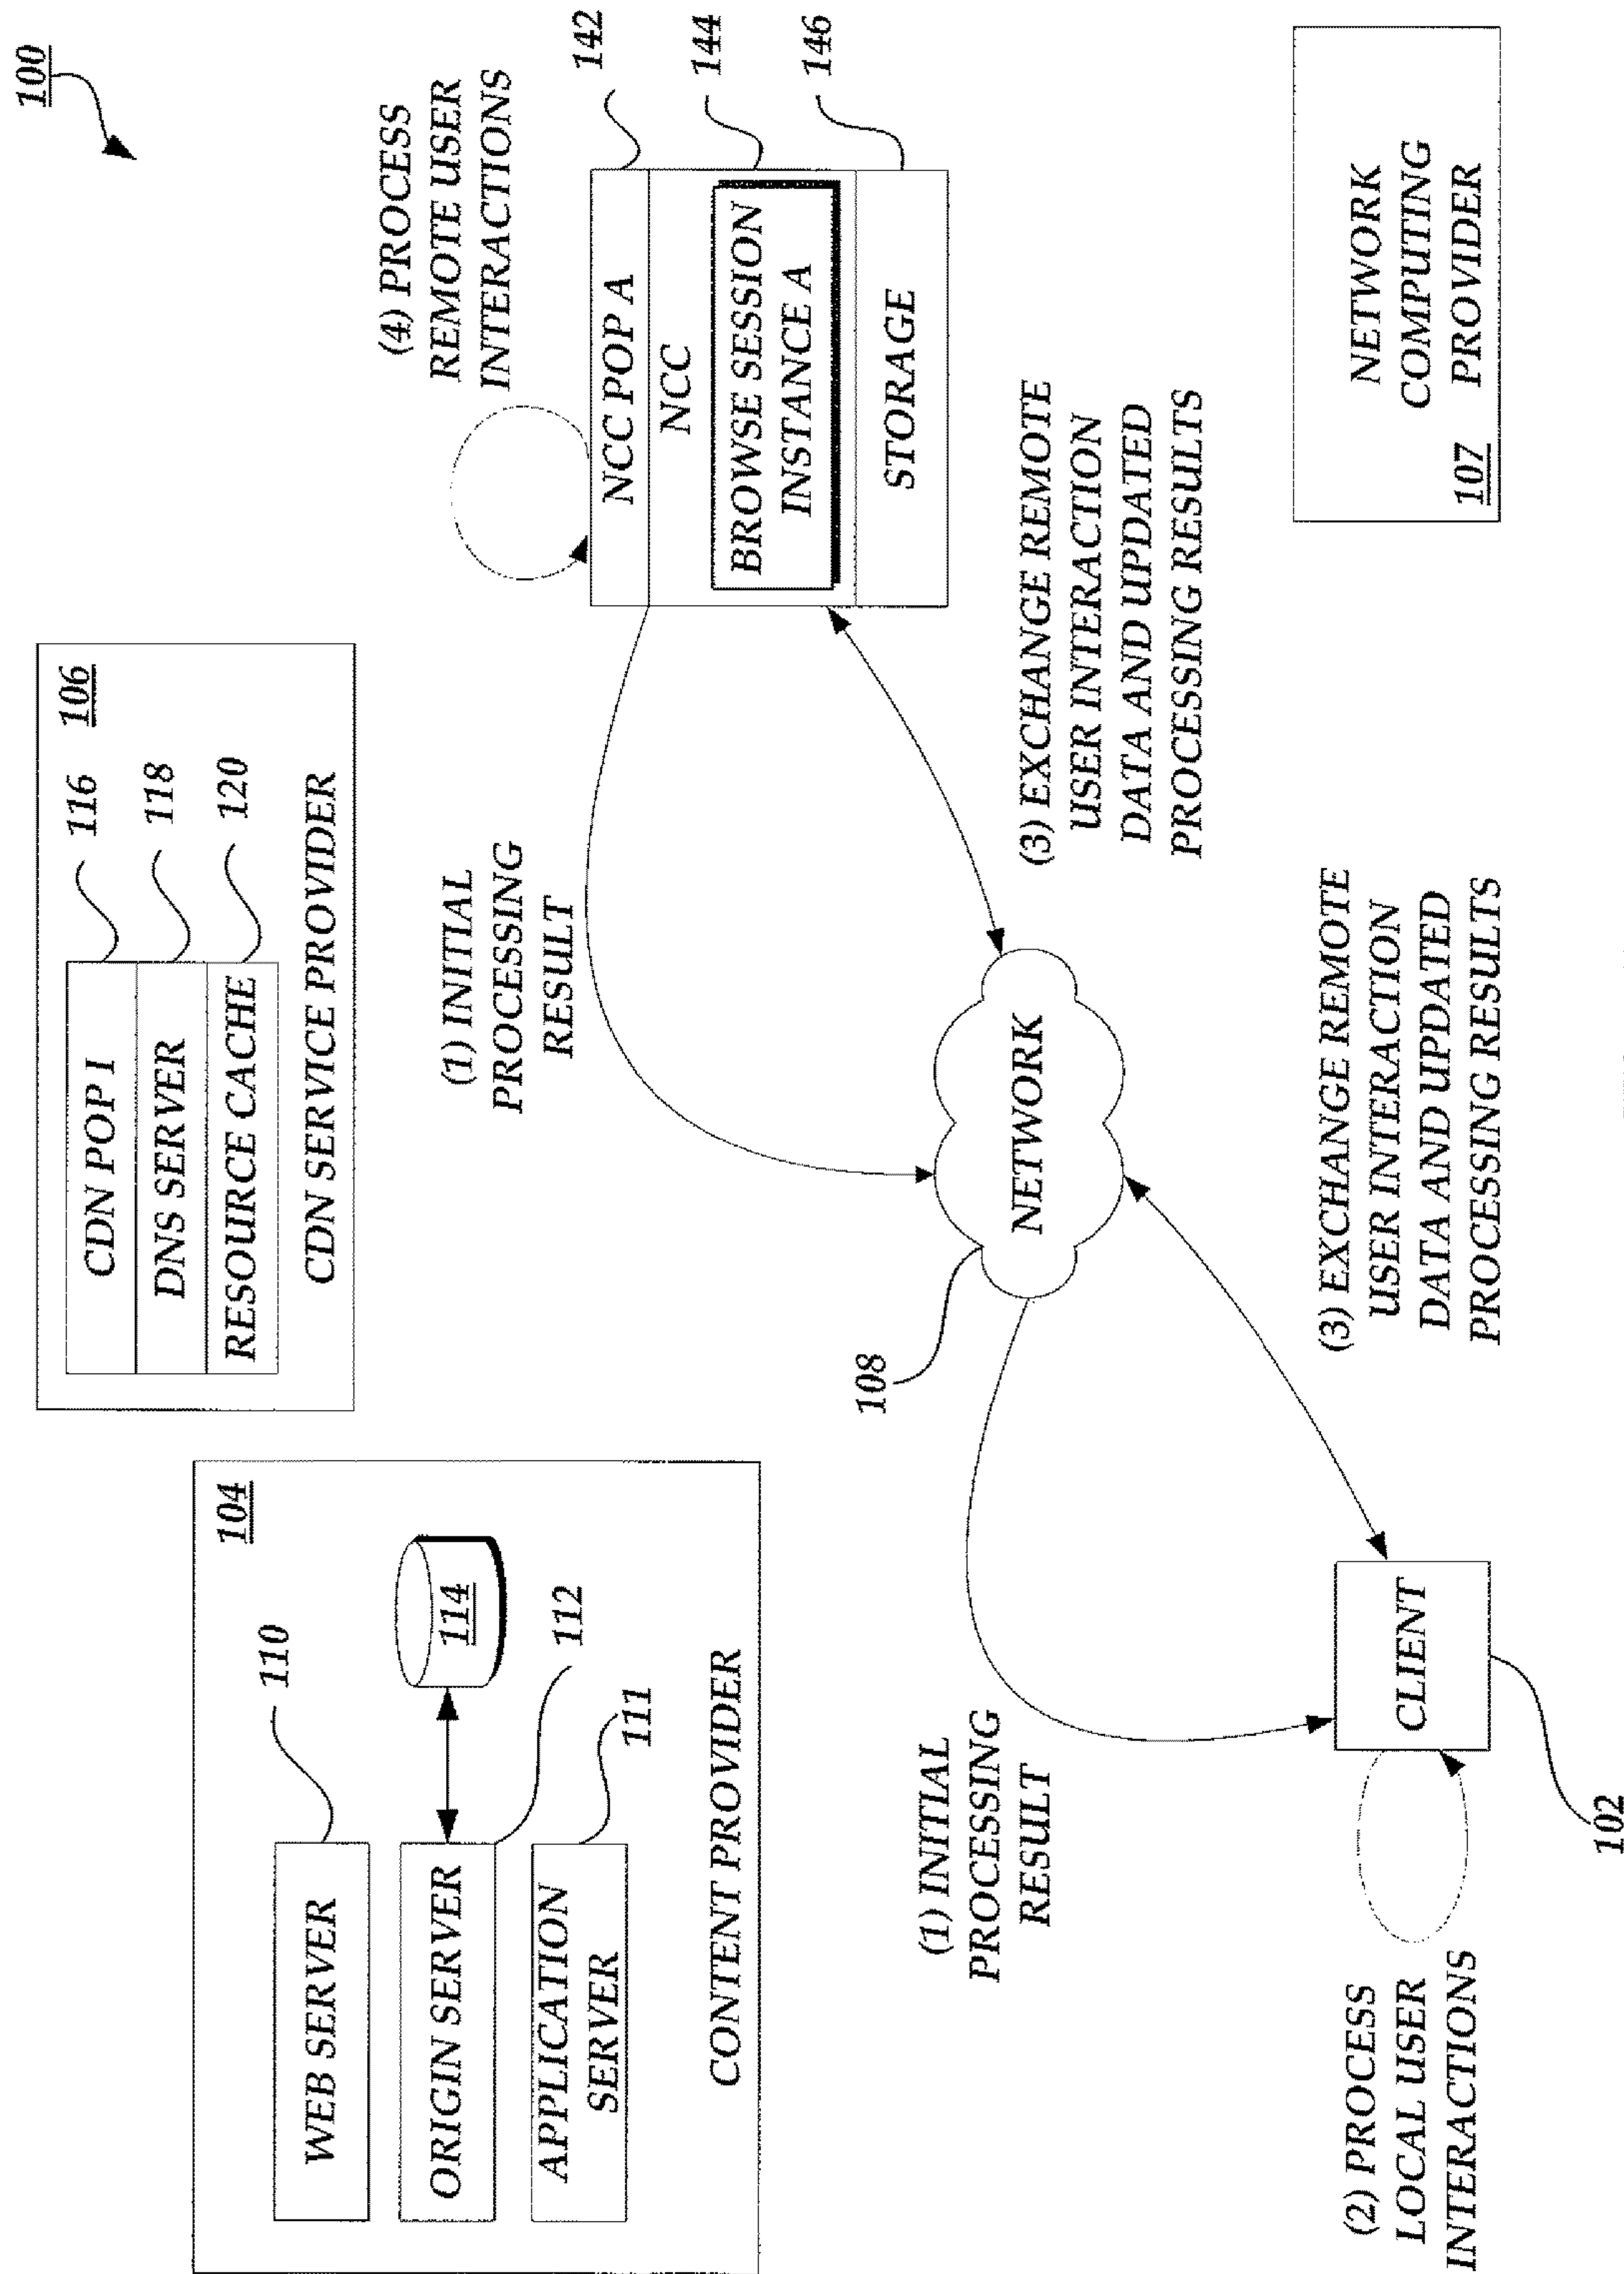 100
104
WEB SERVER
110
ORIGIN SERVER
114
112
APPLICATION
SERVER
111
CONTENT PROVIDER
106
CDN POP I
116
DNS SERVER
118
RESOURCE CACHE
120
CDN SERVICE PROVIDER
(4) PROCESS
REMOTE USER
INTERACTIONS
NCC POP A
142
NCC
144
BROWSE SESSION
INSTANCE A
STORAGE
146
(1) INITIAL
PROCESSING
RESULT
108
NETWORK
(3) EXCHANGE REMOTE
USER INTERACTION
DATA AND UPDATED
PROCESSING RESULTS
(1) INITIAL
PROCESSING
RESULT
(3) EXCHANGE REMOTE
USER INTERACTION
DATA AND UPDATED
PROCESSING RESULTS
(2) PROCESS
LOCAL USER
INTERACTIONS
CLIENT
102
NETWORK
COMPUTING
PROVIDER
107